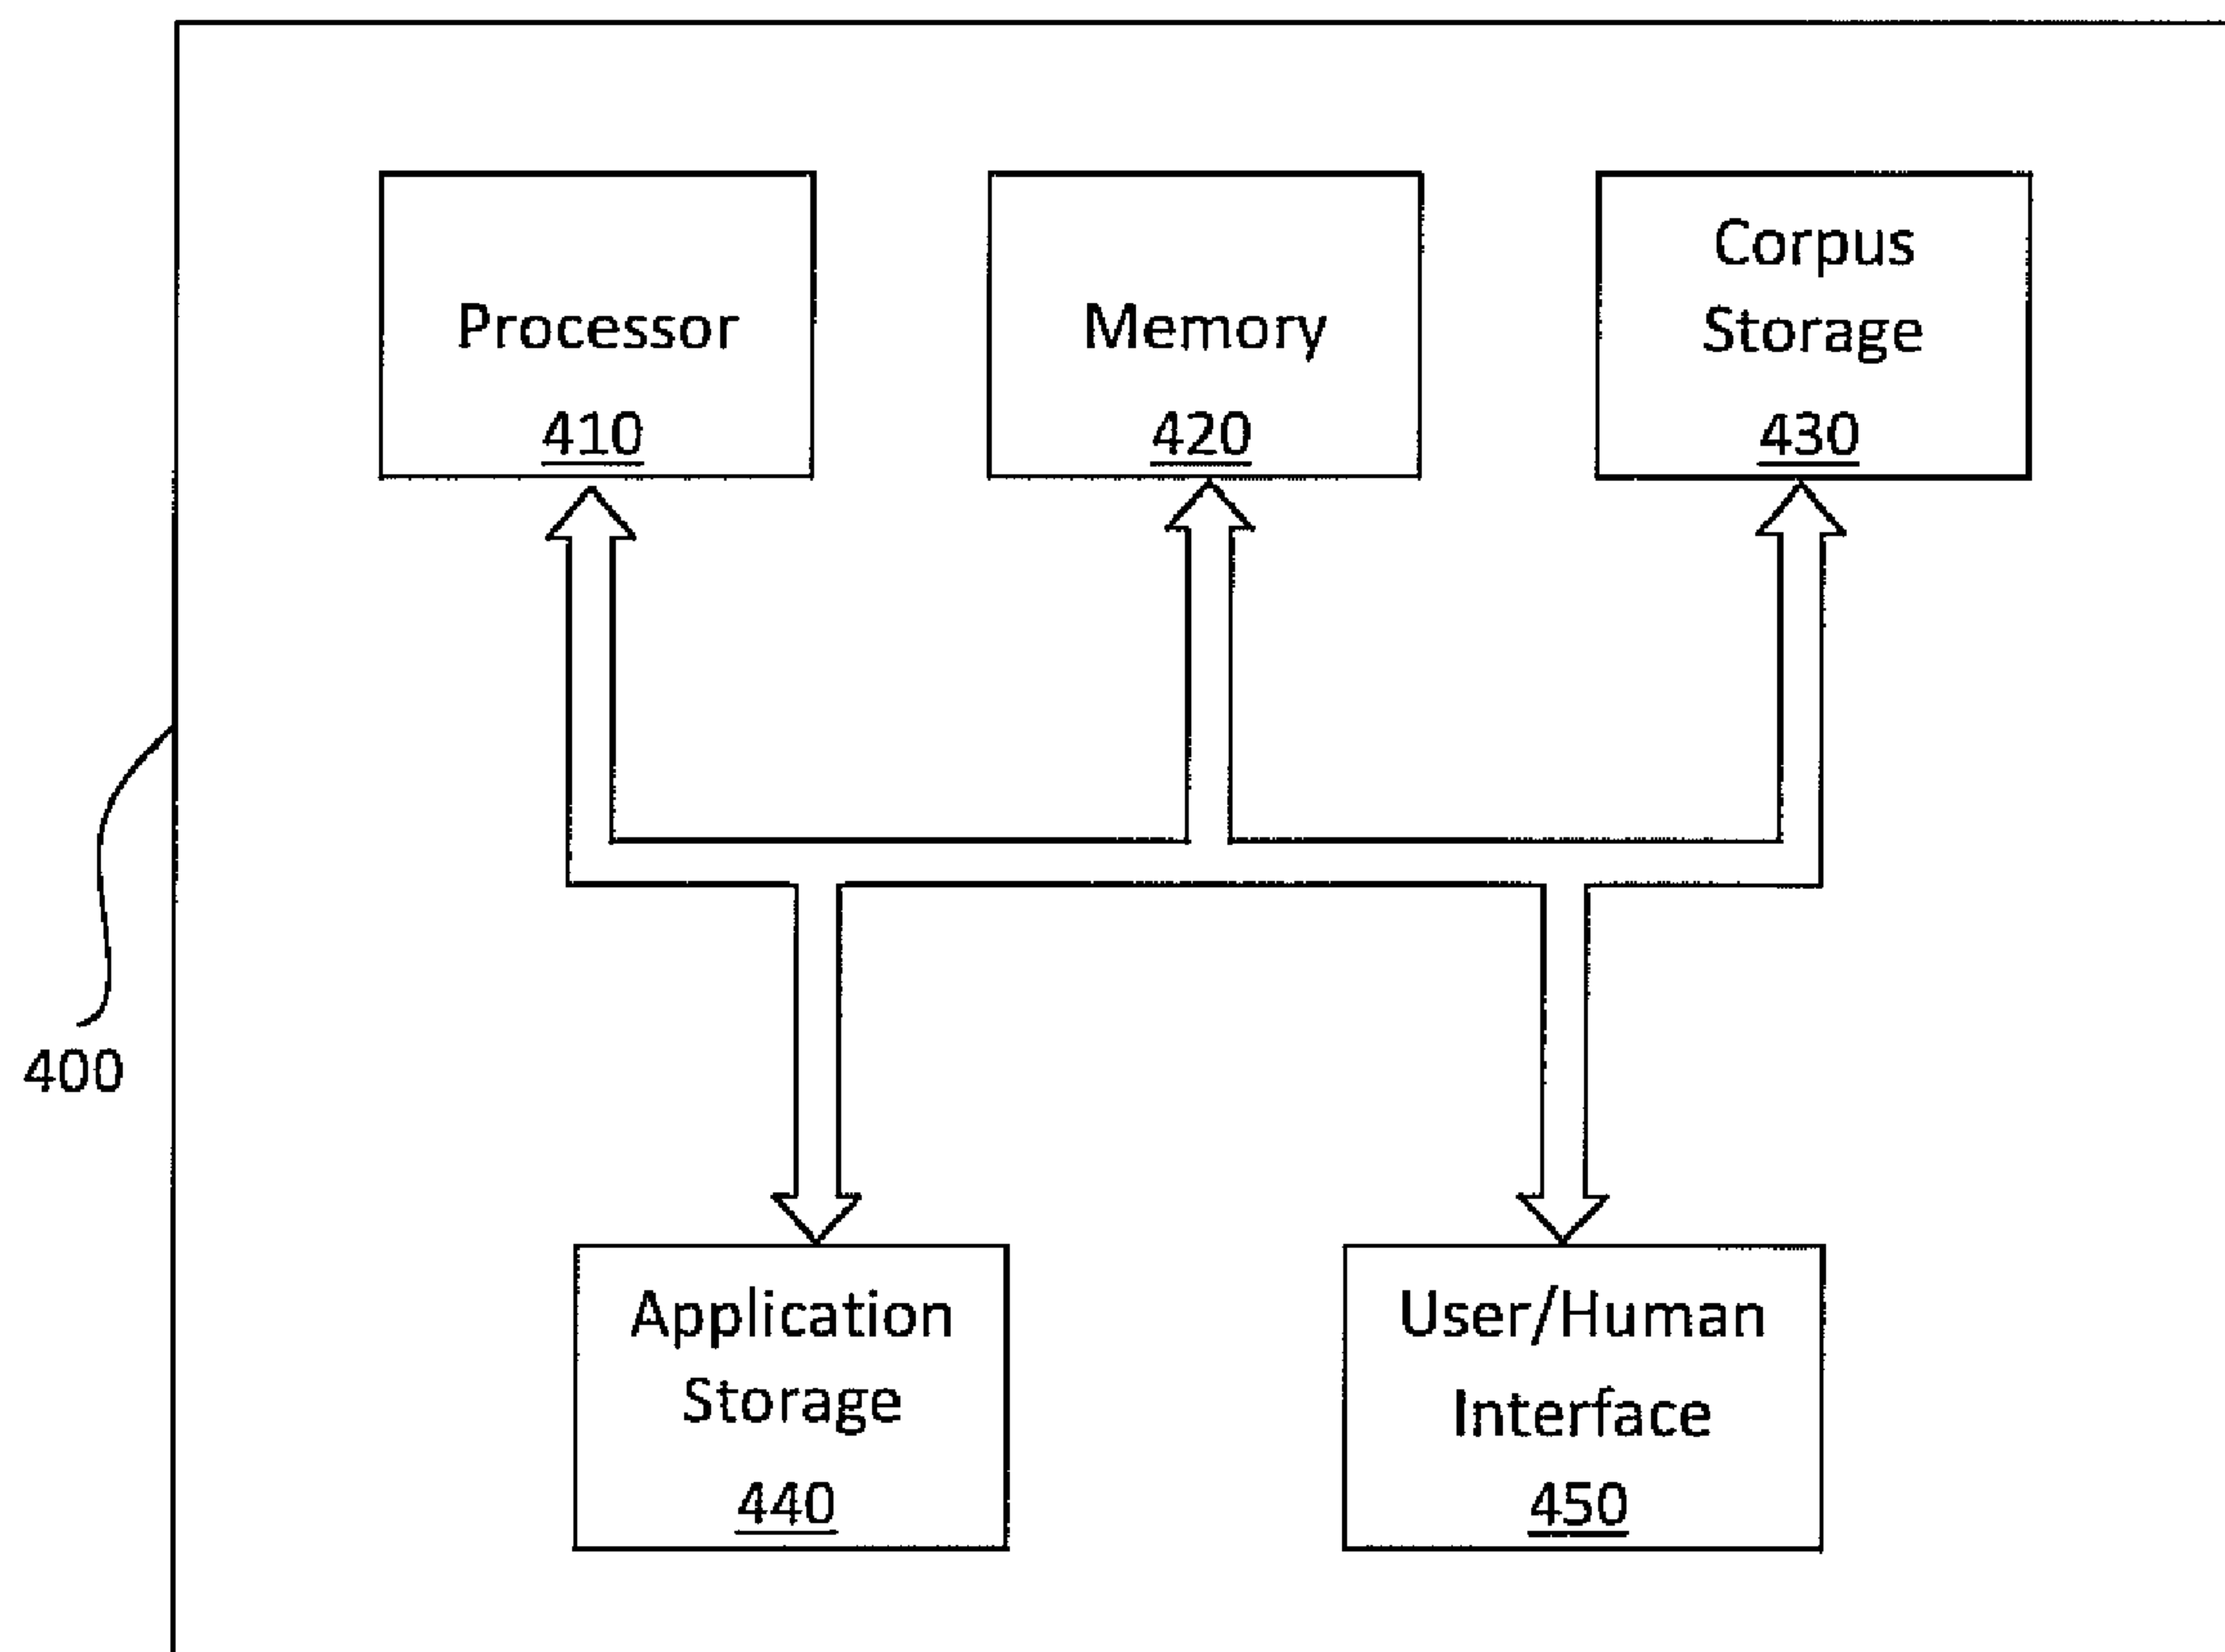 Processor
410
Memory
420
Corpus
Storage
430
400
Application
Storage
440
User/Human
Interface
450